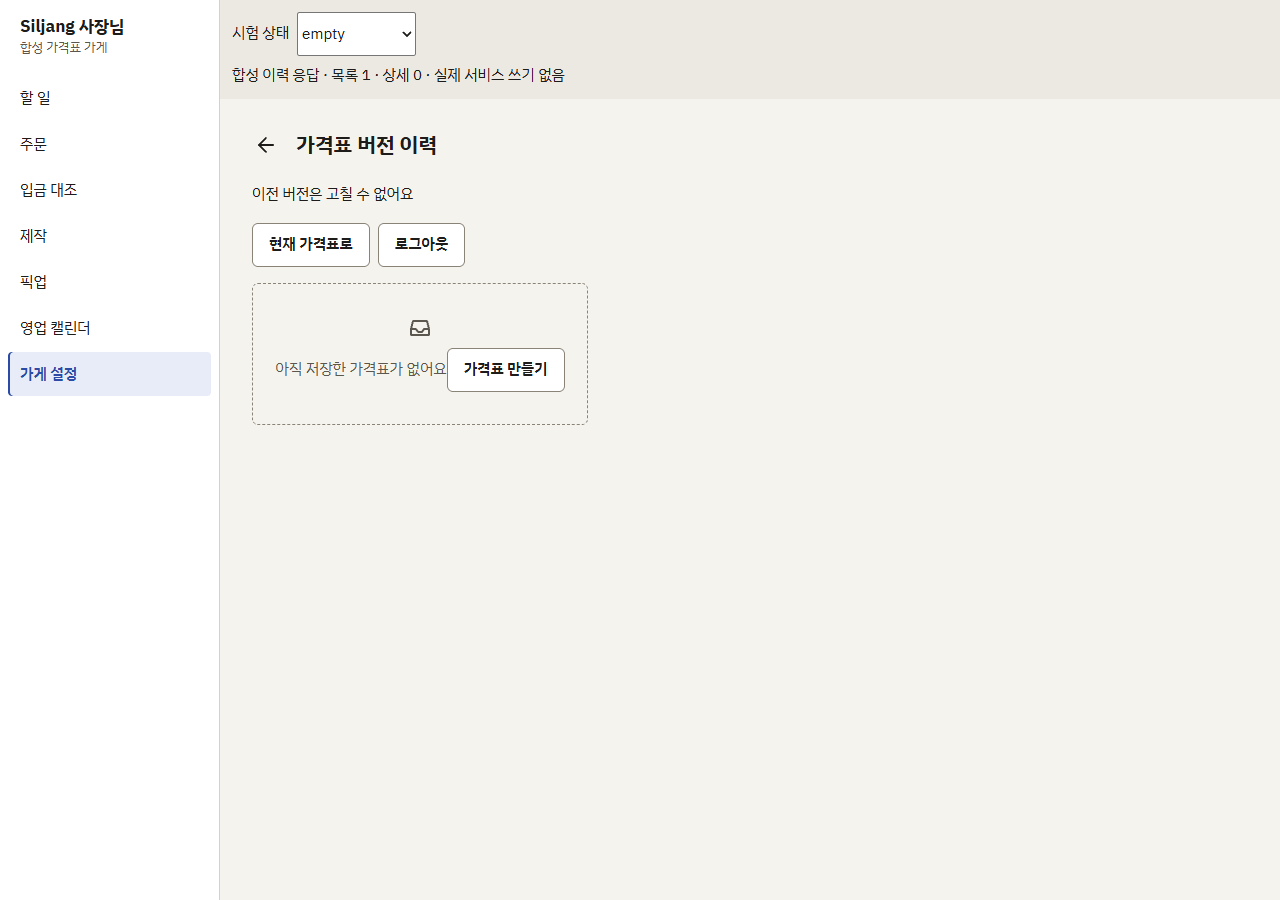 Siljang 사장님
합성 가격표 가게
할 일
주문
입금 대조
제작
픽업
영업 캘린더
가게 설정
시험 상태 empty
합성 이력 응답 · 목록 1 · 상세 0 · 실제 서비스 쓰기 없음
가격표 버전 이력
이전 버전은 고칠 수 없어요
현재 가격표로 로그아웃
아직 저장한 가격표가 없어요 가격표 만들기